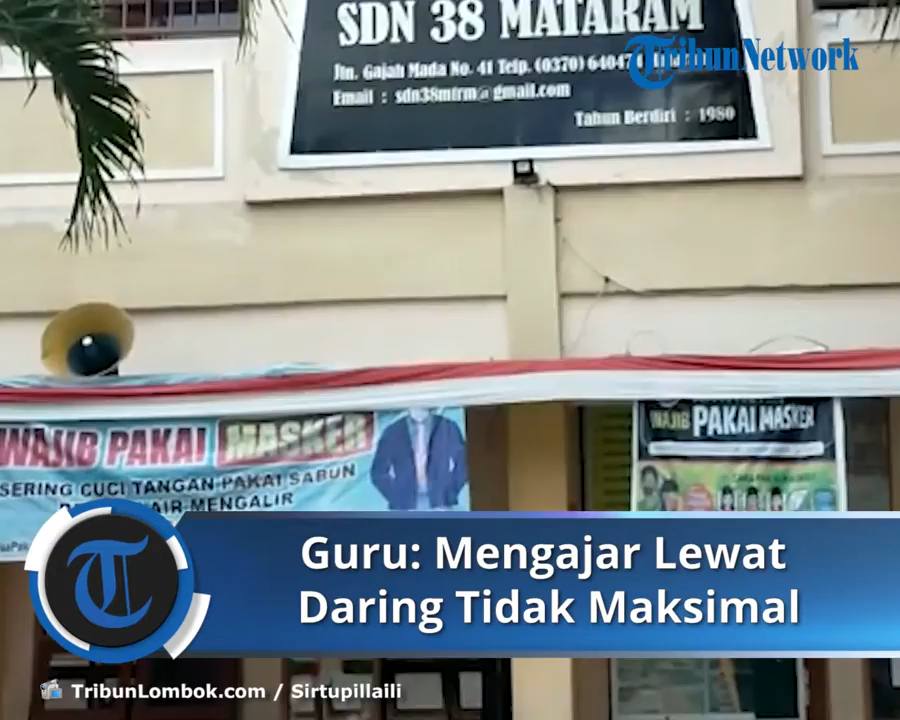 SDN 38 MATARAM
TribunNetwork
Jln. Gajah Mada No. 41 Telp. (0370)
Email : sdn38mtrm@gmail.com
Tahun Berdiri : 1980
WAJIB PAKAI MASKER
SERING CUCI TANGAN PAKAI SABUN
AIR MENGALIR
WAJIB PAKAI MASKER
Guru: Mengajar Lewat
Daring Tidak Maksimal
TribunLombok.com / Sirtupillaili